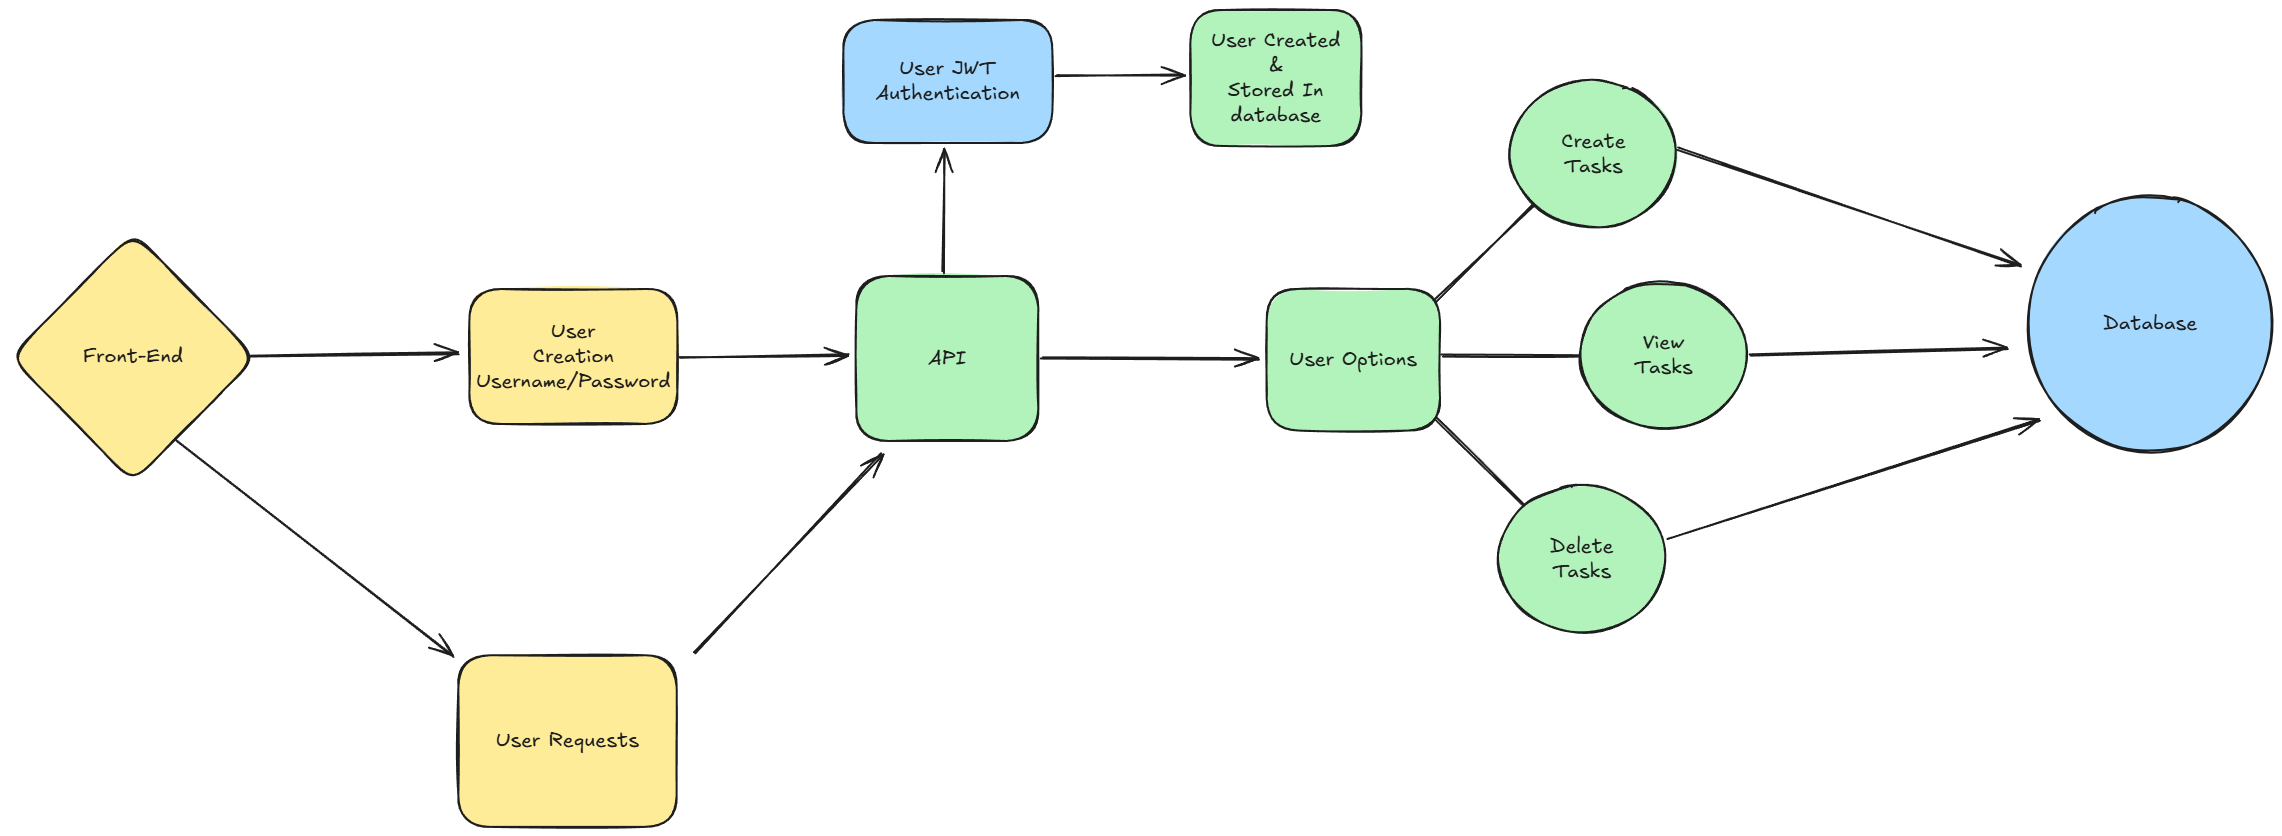 User JWT
Authentication
User Created
&
Stored In
database
Create
Tasks
Front-End
User
Creation
Username/Password
API
User Options
View
Tasks
Database
Delete
Tasks
User Requests